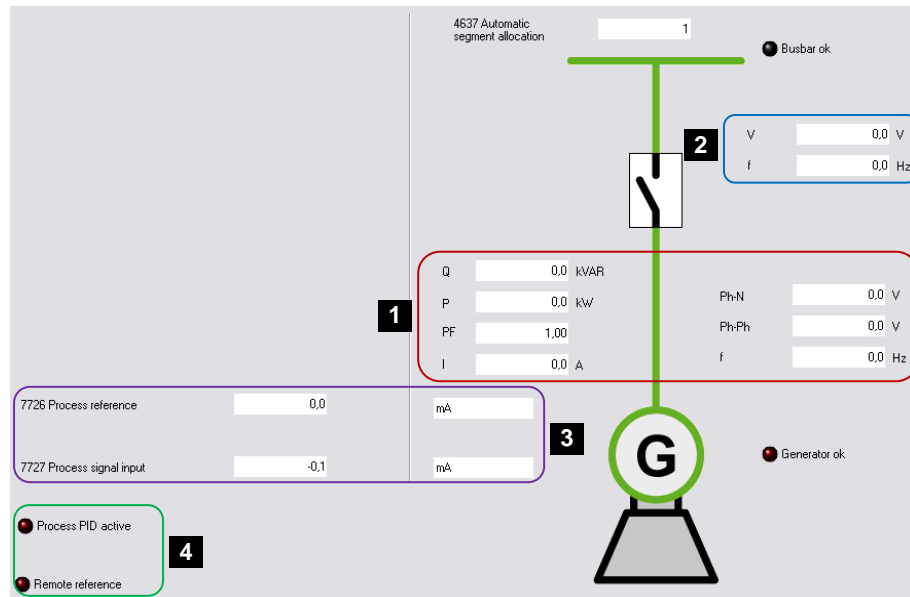 4637 Automatic
segment allocation
1
Busbar ok
2
V 0,0 V
f 0,0 Hz
1
Q 0,0 kVAR
P 0,0 kW
PF 1,00
I 0,0 A
Ph-N 0,0 V
Ph-Ph 0,0 V
f 0,0 Hz
7726 Process reference 0,0 mA
3
7727 Process signal input -0,1 mA
G
Generator ok
Process PID active
4
Remote reference